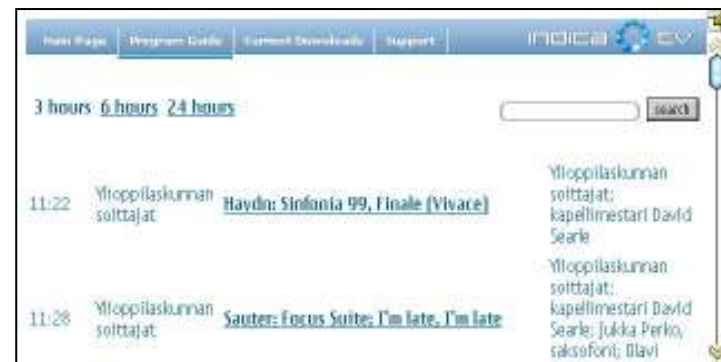 Main Page Program Guide Current Downloads Support INDICA TV
3 hours 6 hours 24 hours search
Ylioppilaskunnan
soittajat;
kapellimestari David
Searle
11:22 Ylioppilaskunnan
soittajat
Haydn: Sinfonia 99, Finale (Vivace)
Ylioppilaskunnan
soittajat;
kapellimestari David
Searle; Jukka Perko,
saksofoni; Olavi
11:28 Ylioppilaskunnan
soittajat
Sauter: Focus Suite; I'm late, I'm late